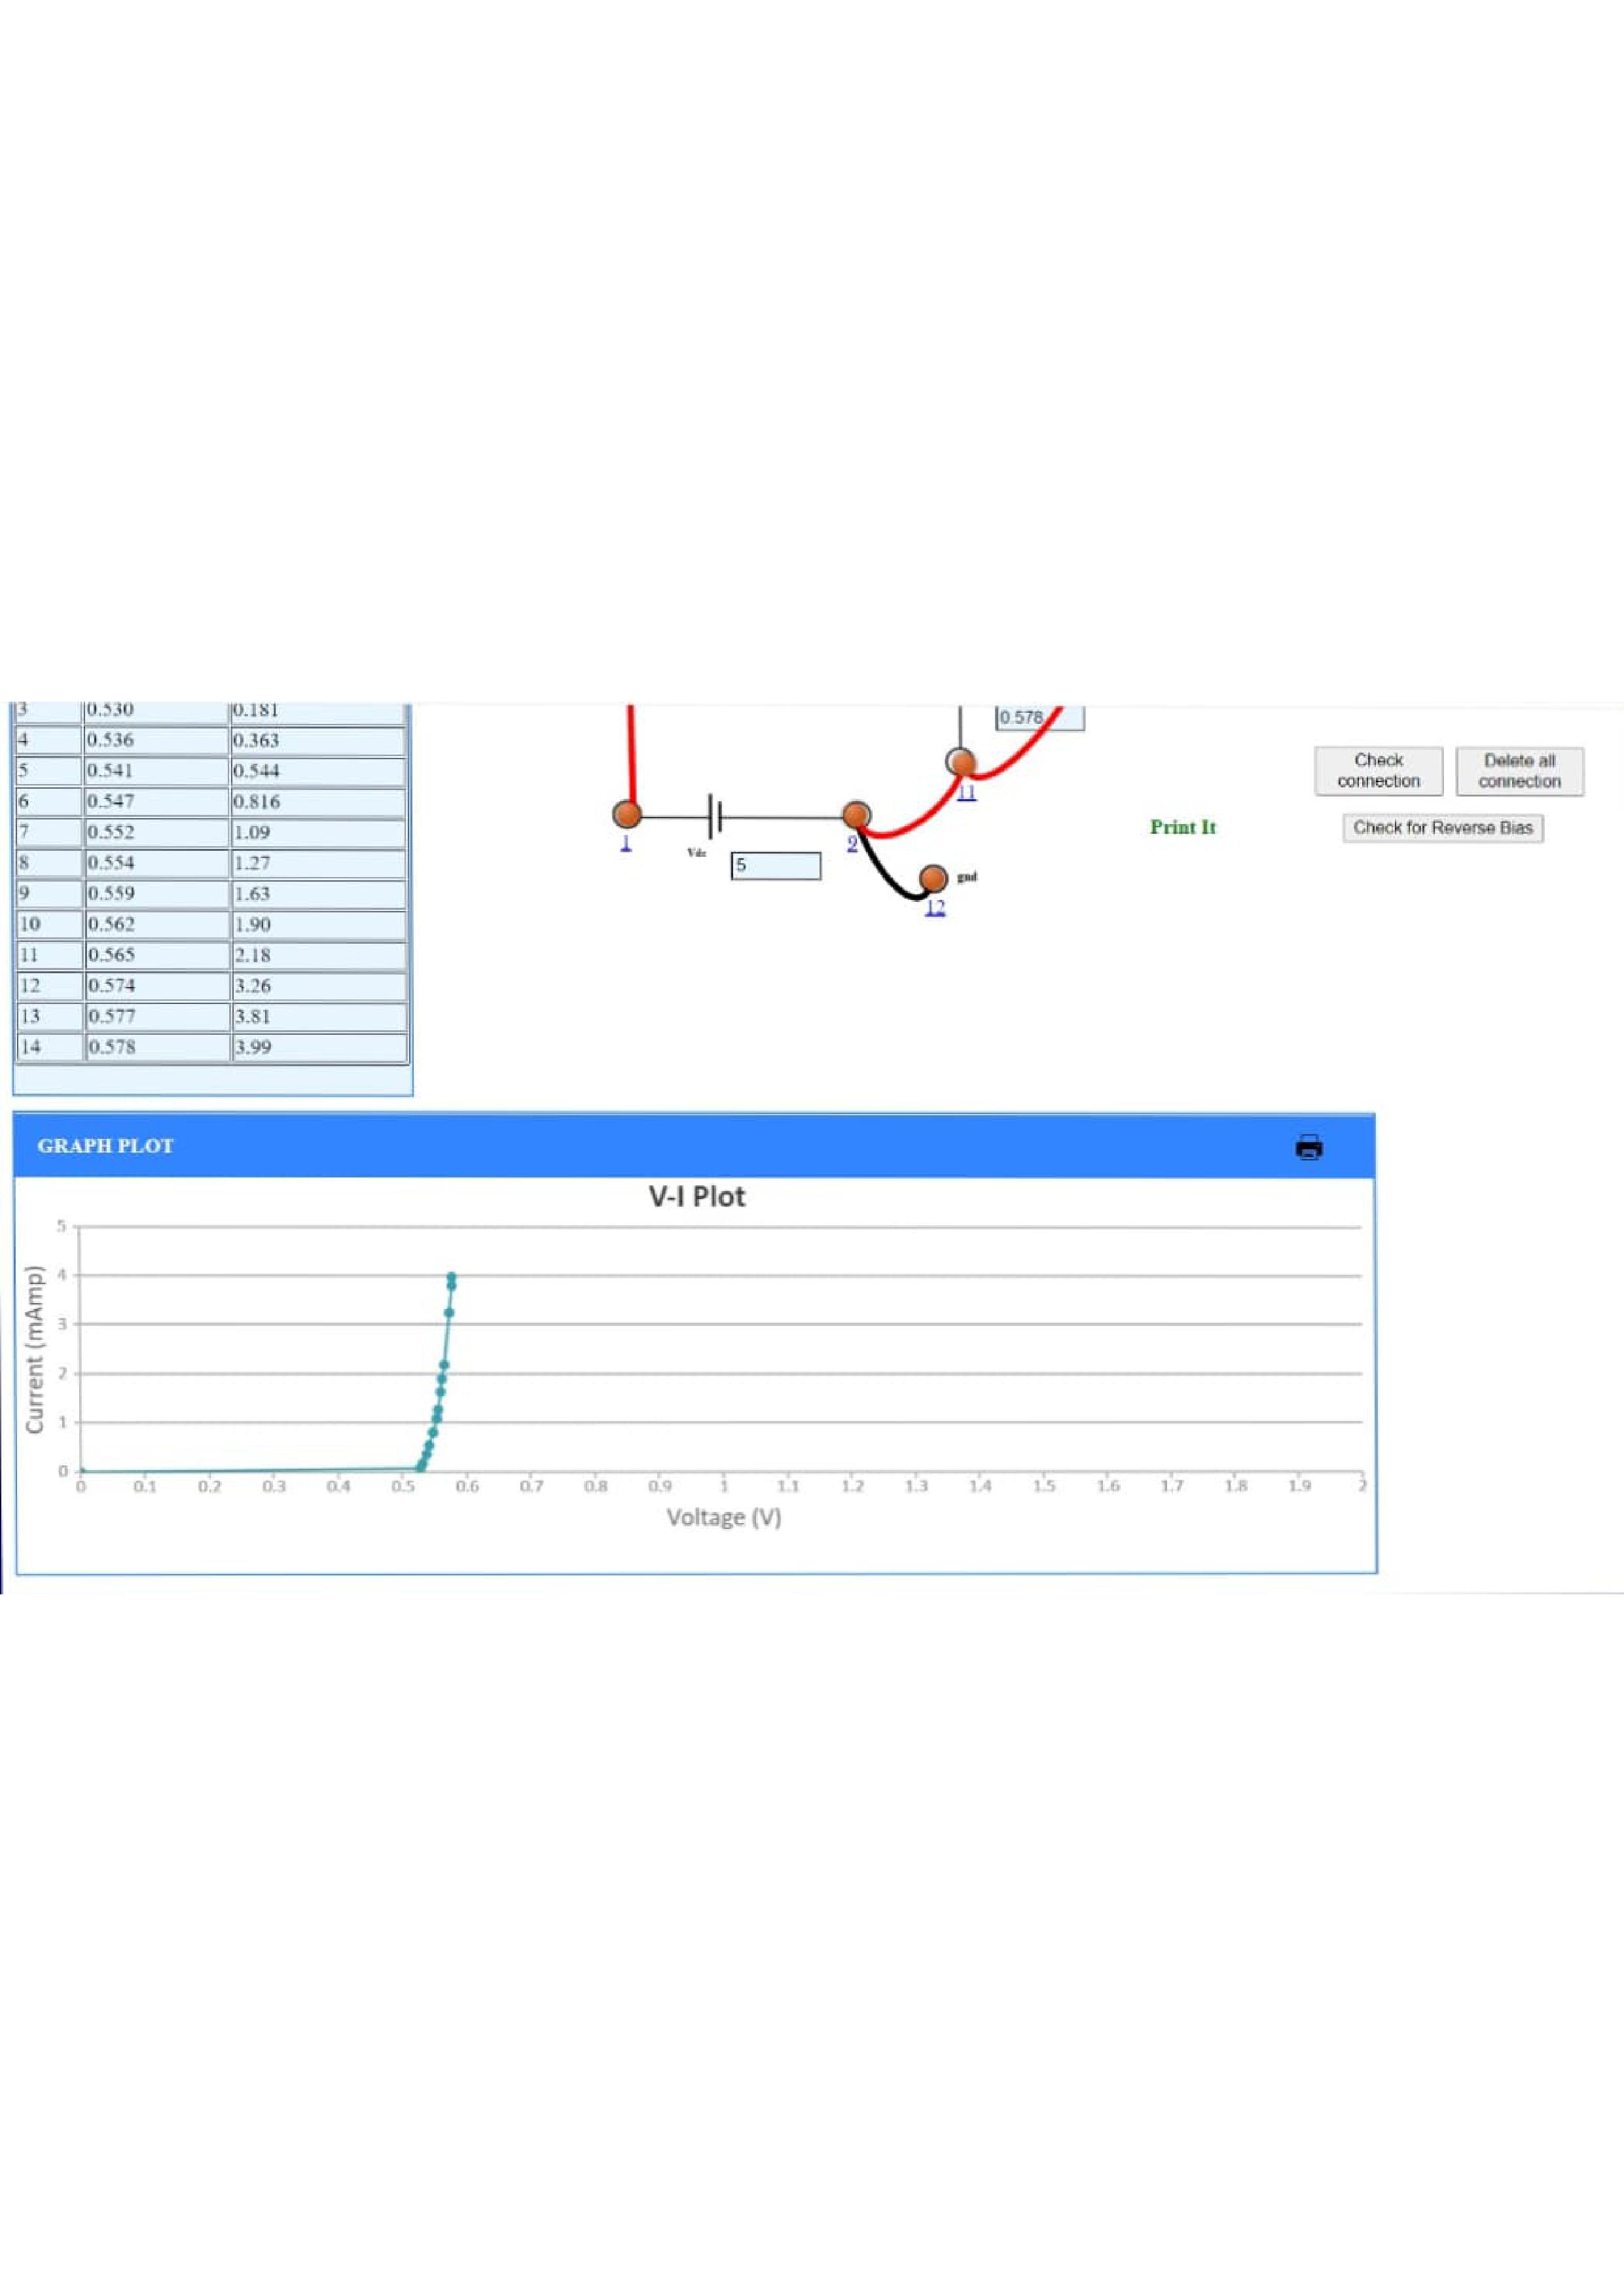 3 0.530 0.181
4 0.536 0.363
5 0.541 0.544
6 0.547 0.816
7 0.552 1.09
8 0.554 1.27
9 0.559 1.63
10 0.562 1.90
11 0.565 2.18
12 0.574 3.26
13 0.577 3.81
14 0.578 3.99
0.578
11
1
Vdc
5
2
gnd
12
Print It
Check connection
Delete all connection
Check for Reverse Bias
GRAPH PLOT
V-I Plot
Current (mAmp)
5
4
3
2
1
0
0 0.1 0.2 0.3 0.4 0.5 0.6 0.7 0.8 0.9 1 1.1 1.2 1.3 1.4 1.5 1.6 1.7 1.8 1.9 2
Voltage (V)